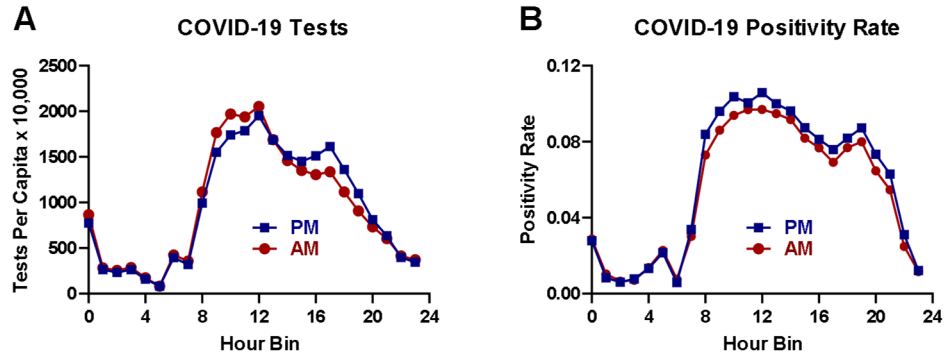 A
COVID-19 Tests
Tests Per Capita x 10,000
2500
2000
1500
1000
500
0
PM
AM
0 4 8 12 16 20 24
Hour Bin
B
COVID-19 Positivity Rate
Positivity Rate
0.12
0.08
0.04
0.00
PM
AM
0 4 8 12 16 20 24
Hour Bin